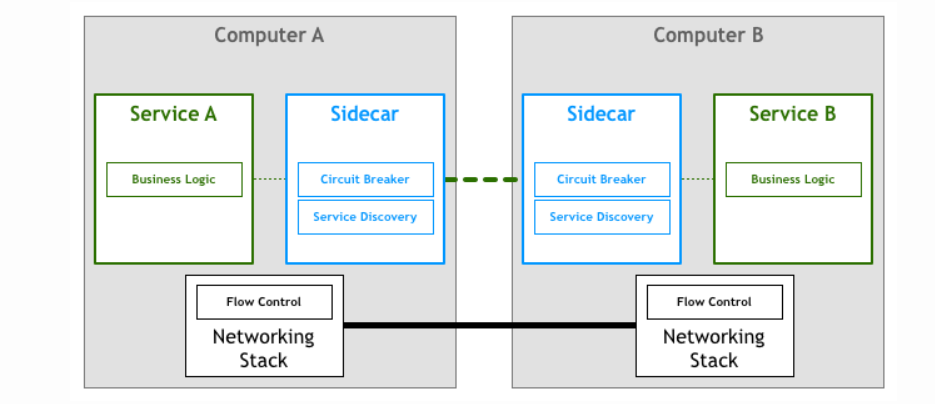 Computer A
Computer B
Service A
Sidecar
Sidecar
Service B
Business Logic
Circuit Breaker
Circuit Breaker
Business Logic
Service Discovery
Service Discovery
Flow Control
Flow Control
Networking
Stack
Networking
Stack